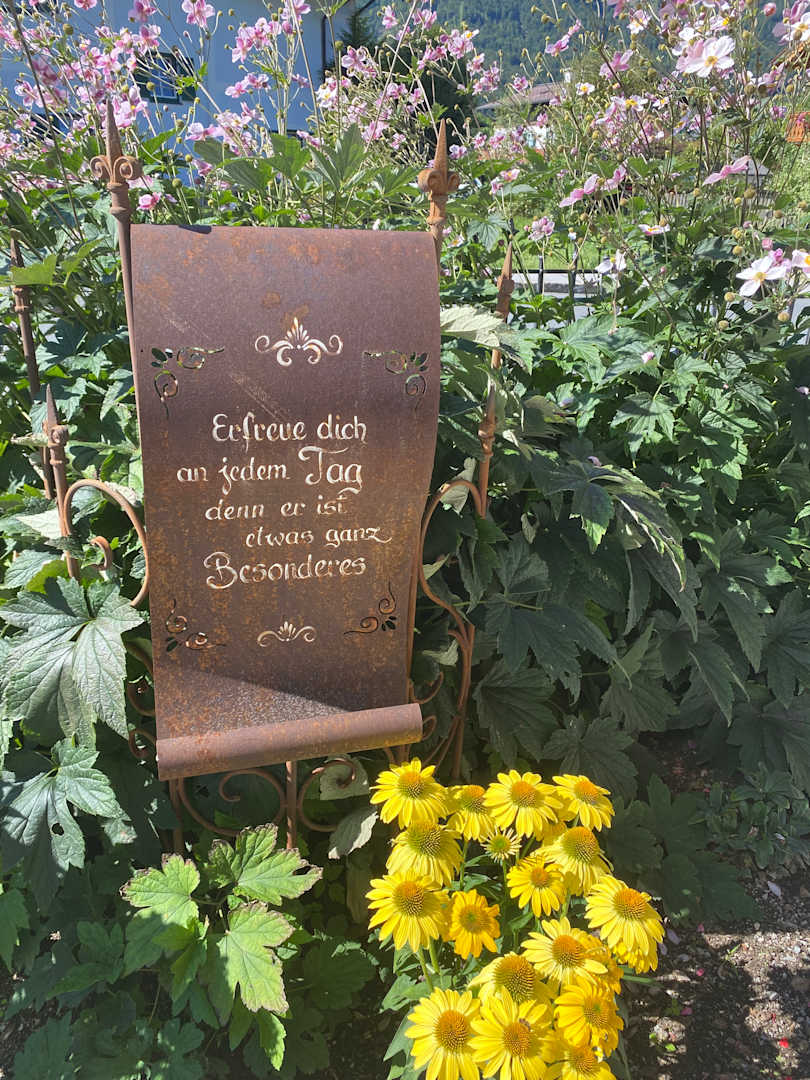 Erfreue dich
an jedem Tag
denn er ist
etwas ganz
Besonderes